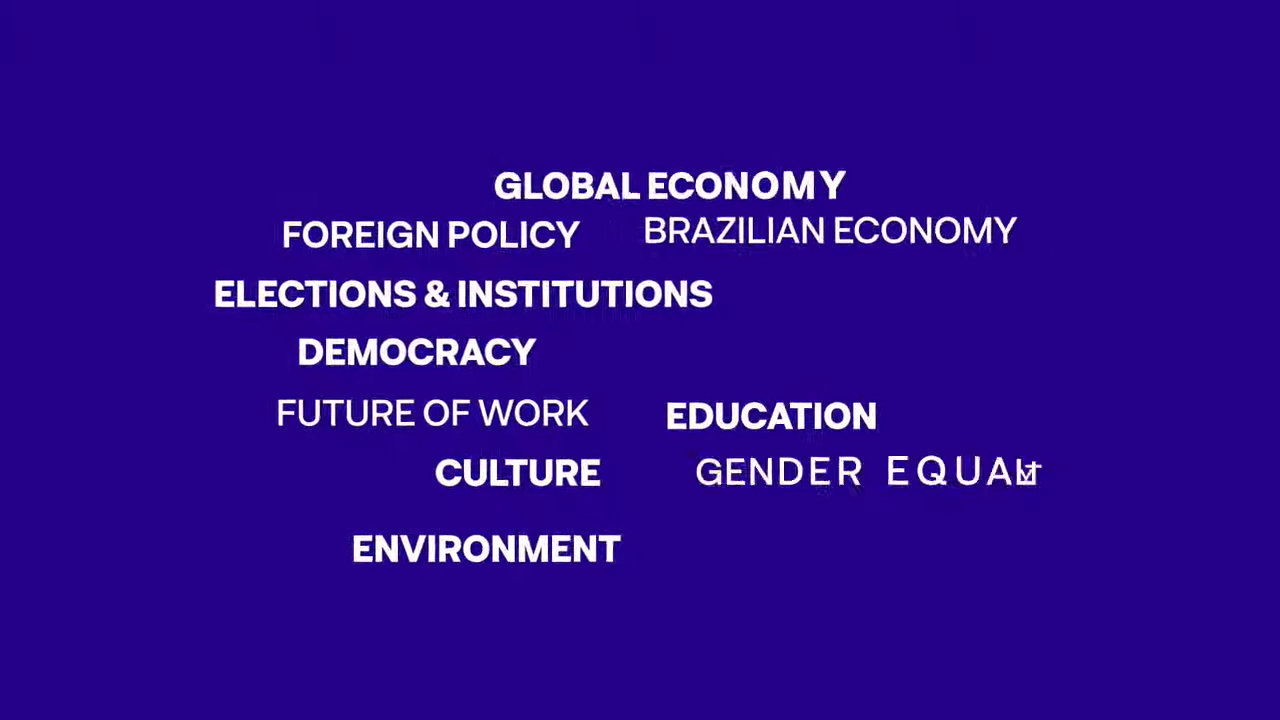 GLOBAL ECONOMY
FOREIGN POLICY
BRAZILIAN ECONOMY
ELECTIONS & INSTITUTIONS
DEMOCRACY
FUTURE OF WORK
EDUCATION
CULTURE
GENDER
ENVIRONMENT